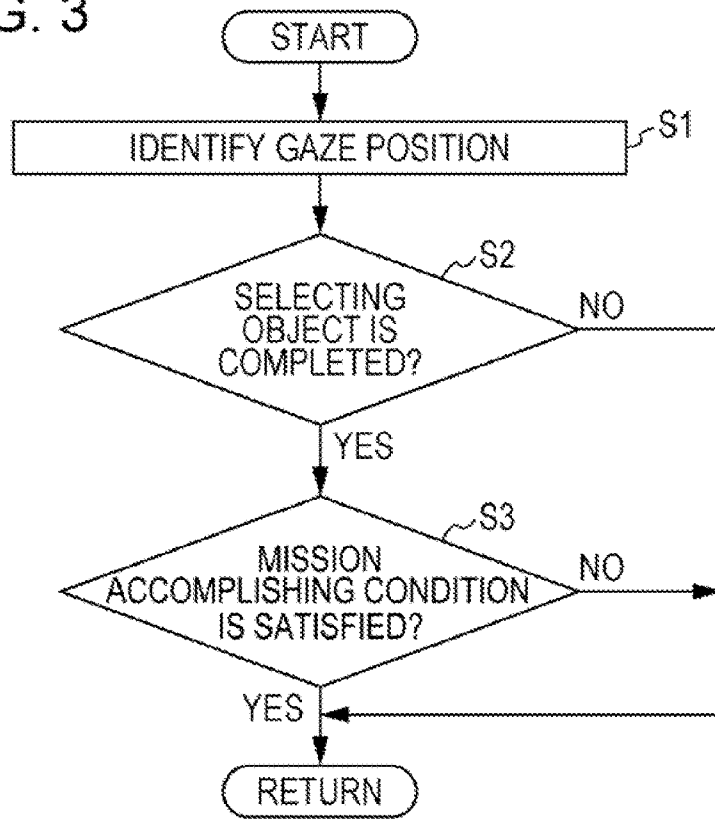 G. 3
START
IDENTIFY GAZE POSITION
S1
S2
SELECTING
OBJECT IS
COMPLETED?
NO
YES
S3
MISSION
ACCOMPLISHING CONDITION
IS SATISFIED?
NO
YES
RETURN